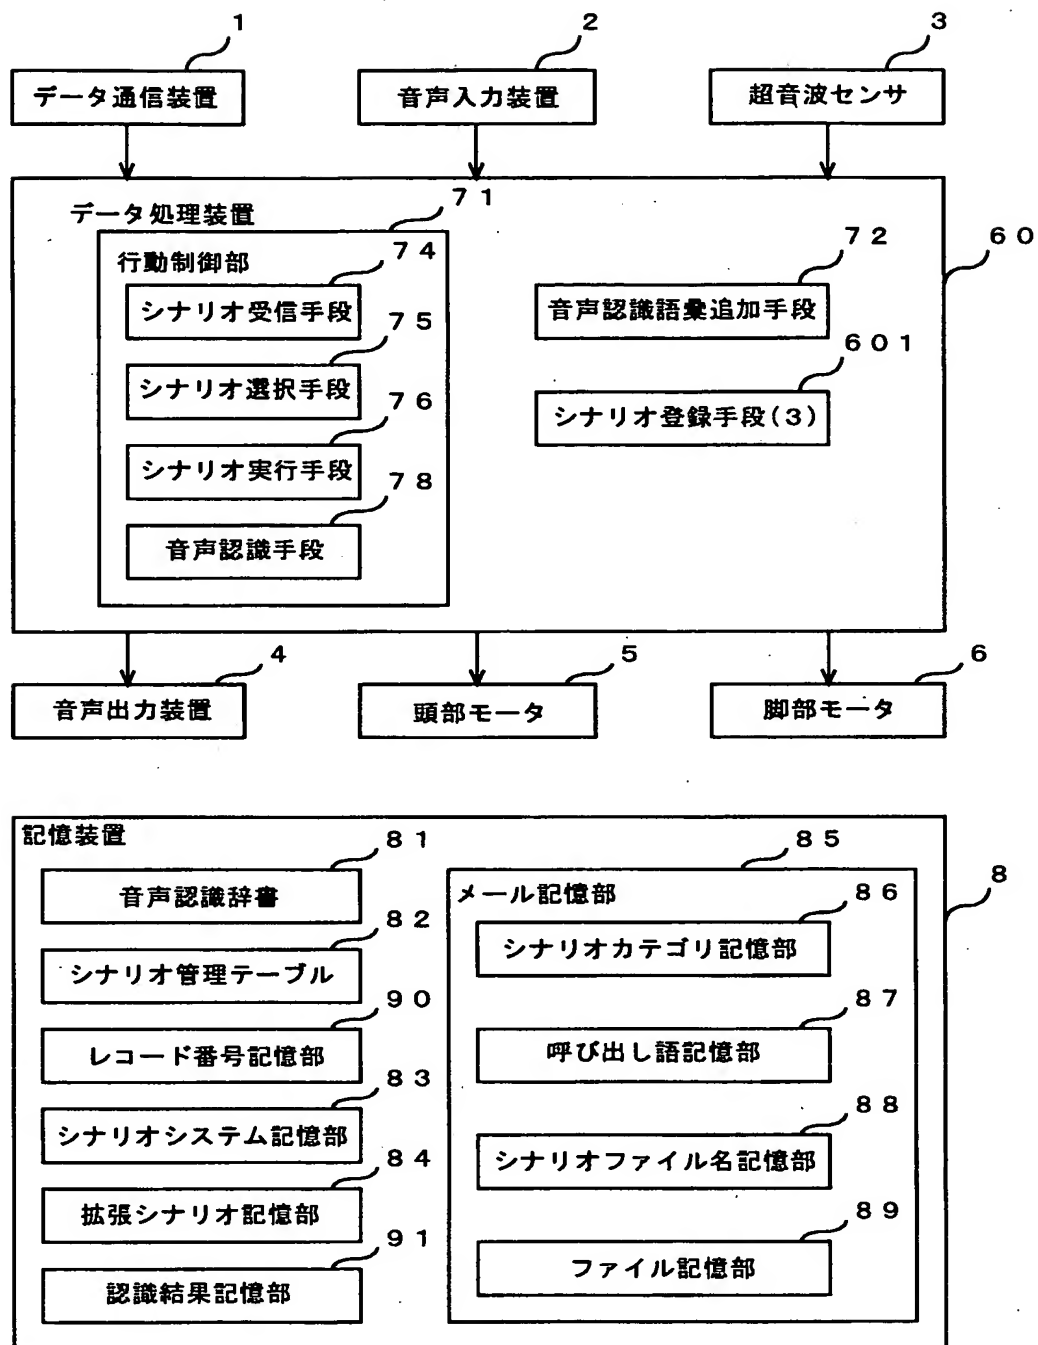 1
2
3
データ通信装置
音声入力装置
超音波センサ
データ処理装置
71
60
行動制御部
74
72
シナリオ受信手段
音声認識語彙追加手段
75
601
シナリオ選択手段
シナリオ登録手段(3)
76
シナリオ実行手段
78
音声認識手段
4
5
6
音声出力装置
頭部モータ
脚部モータ
記憶装置
81
85
8
音声認識辞書
メール記憶部
86
82
シナリオカテゴリ記憶部
シナリオ管理テーブル
90
87
レコード番号記憶部
呼び出し語記憶部
83
88
シナリオシステム記憶部
シナリオファイル名記憶部
84
拡張シナリオ記憶部
89
91
ファイル記憶部
認識結果記憶部